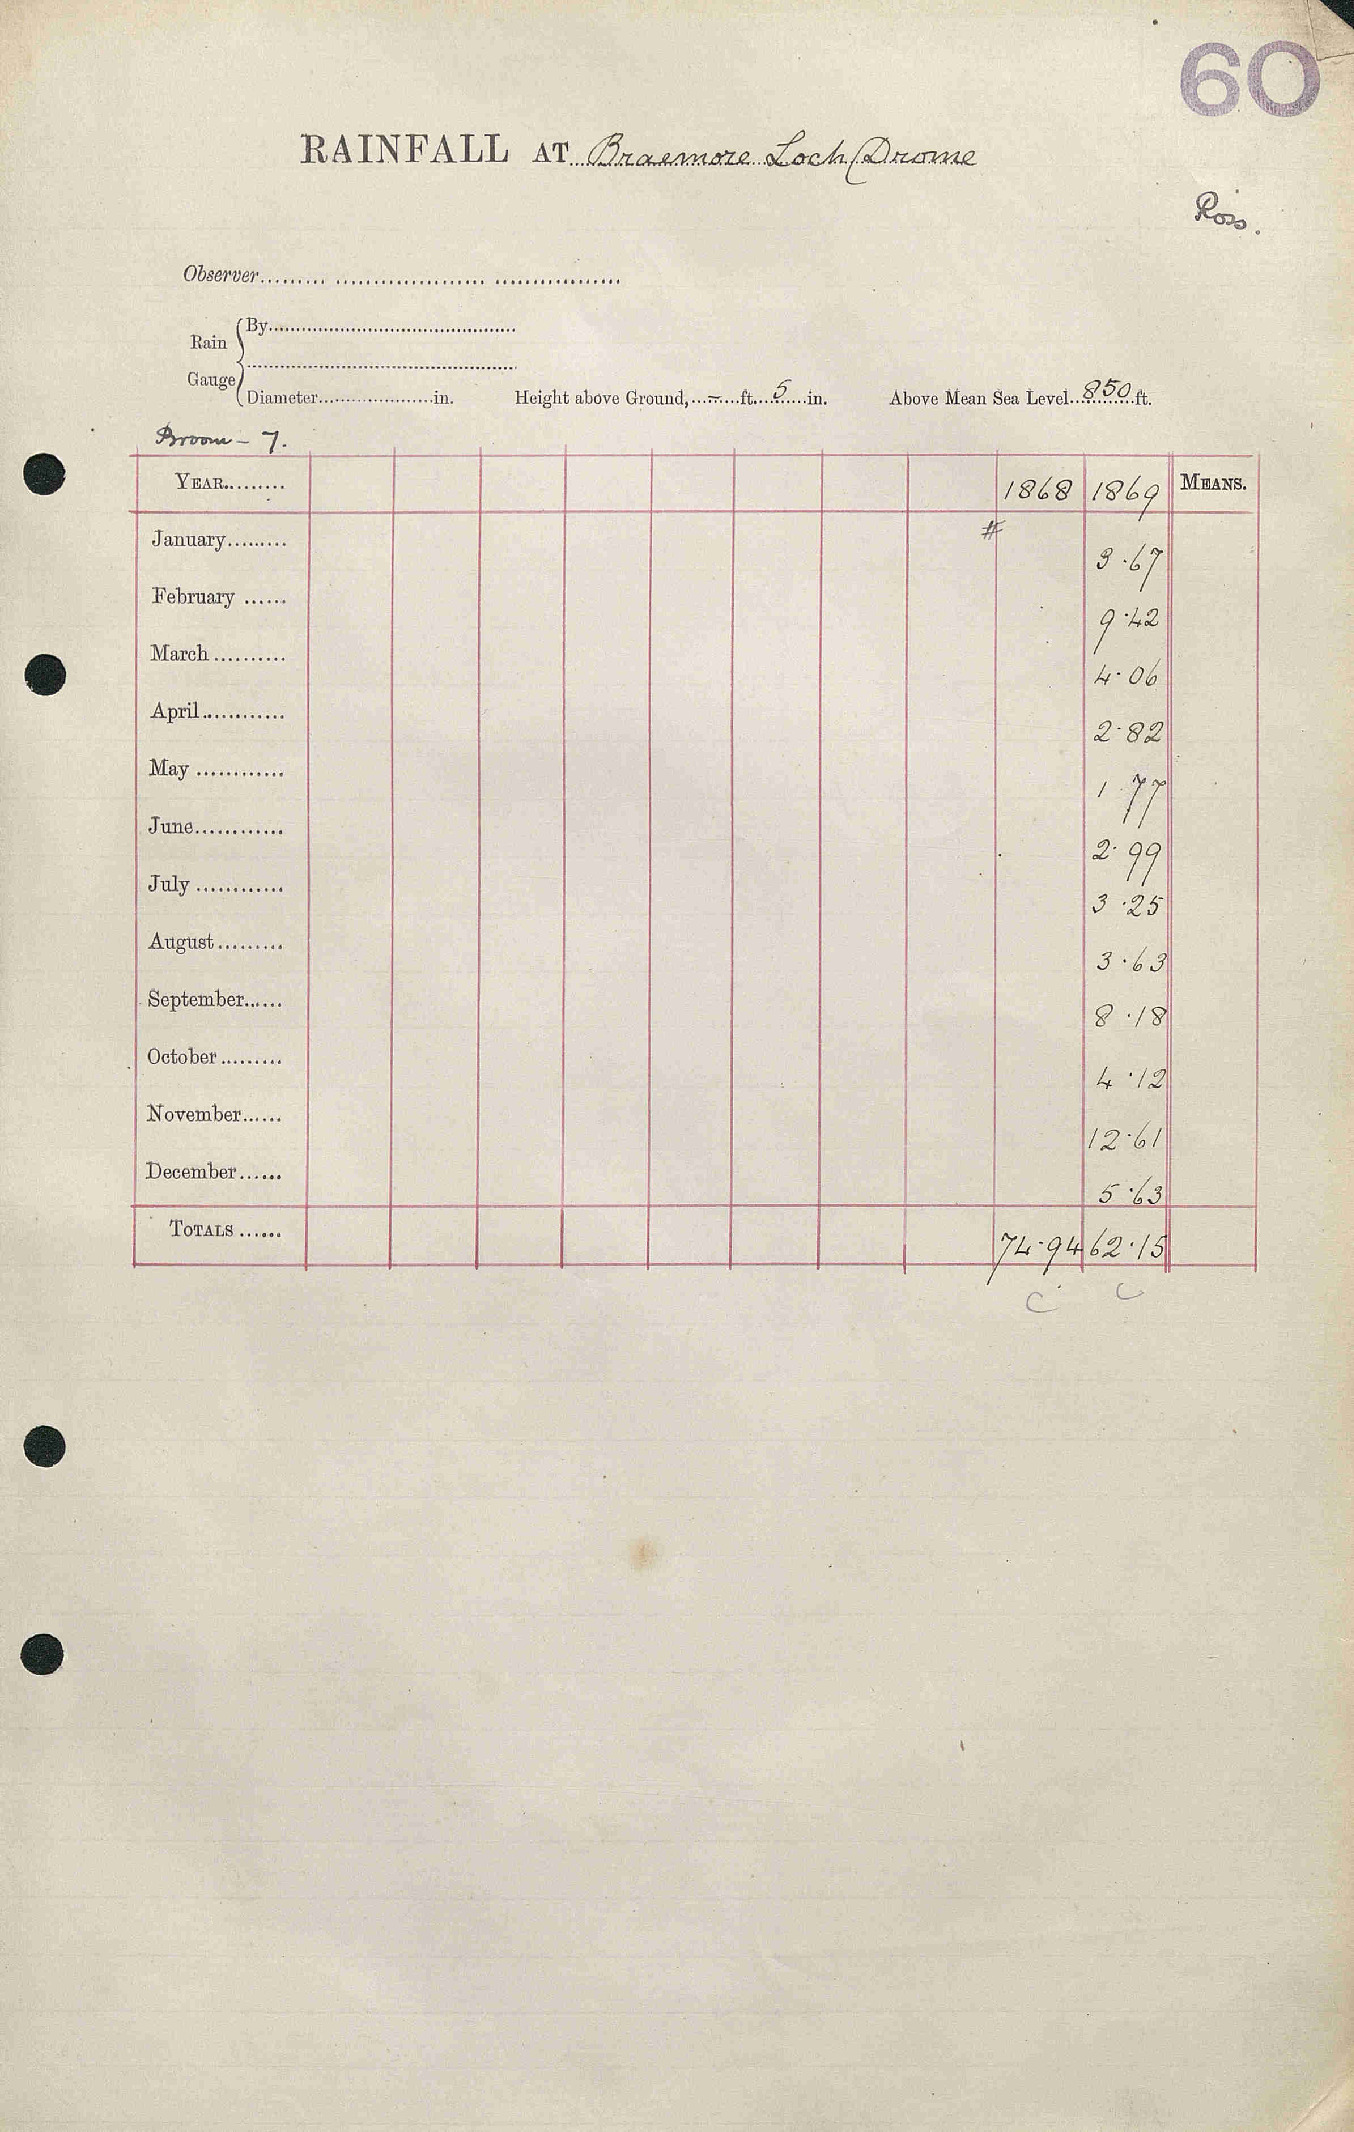 60
RAINFALL AT Braemore Loch Drome
Ross.
Observer
Rain Gauge
By
Diameter in. Height above Ground, – ft. 5 in. Above Mean Sea Level 850 ft.
Broom – 7.
YEAR 1868 1869 MEANS.
#
January 3.67
February 9.42
March 4.06
April 2.82
May 1.77
June 2.99
July 3.25
August 3.63
September 8.18
October 4.12
November 12.61
December 5.63
TOTALS 74.94 62.15
C C